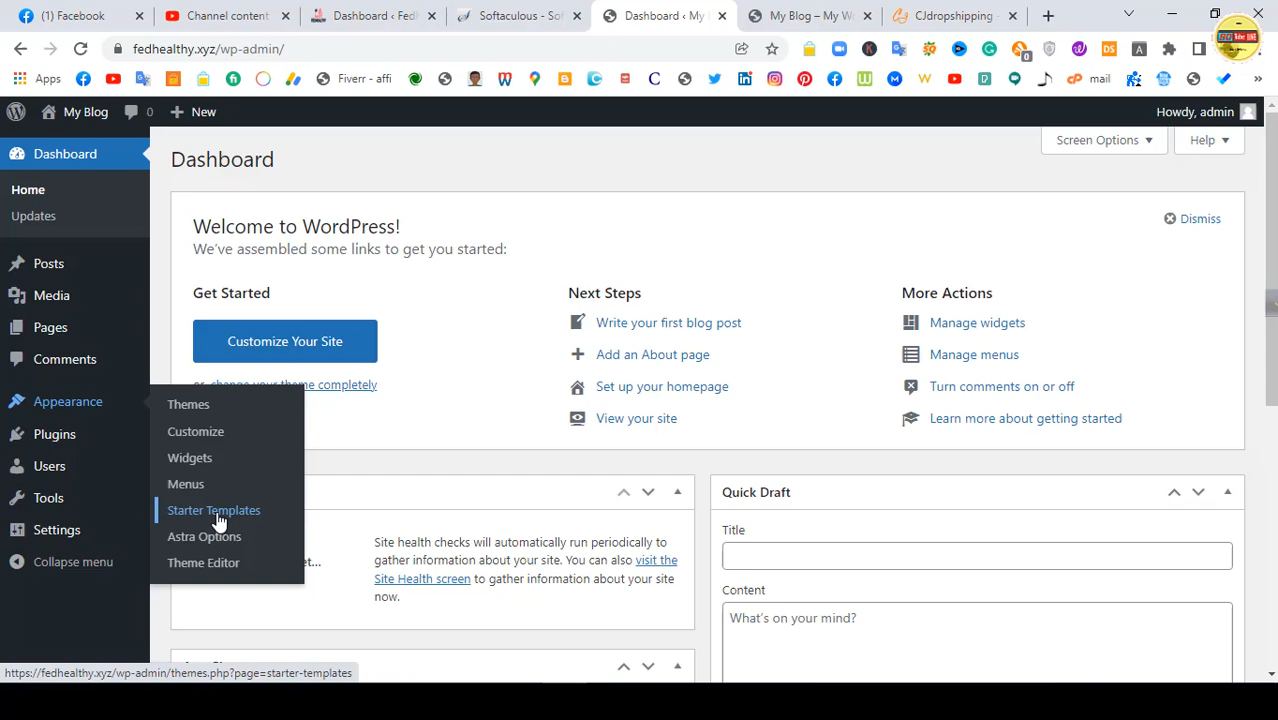 (1) Facebook
Channel content
Dashboard ‹ Fedh
Softaculous - Sof
Dashboard ‹ My
My Blog – My W
CJdropshipping -
fedhealthy.xyz/wp-admin/
Apps
Fiverr - affi
mail
My Blog
0
New
Howdy, admin
Dashboard
Home
Updates
Posts
Media
Pages
Comments
Appearance
Plugins
Users
Tools
Settings
Collapse menu
Themes
Customize
Widgets
Menus
Starter Templates
Astra Options
Theme Editor
Dashboard
Screen Options
Help
Welcome to WordPress!
We've assembled some links to get you started:
Dismiss
Get Started
Customize Your Site
or, change your theme completely
Next Steps
Write your first blog post
Add an About page
Set up your homepage
View your site
More Actions
Manage widgets
Manage menus
Turn comments on or off
Learn more about getting started
et...
Site health checks will automatically run periodically to
gather information about your site. You can also visit the
Site Health screen to gather information about your site
now.
Quick Draft
Title
Content
What's on your mind?
https://fedhealthy.xyz/wp-admin/themes.php?page=starter-templates